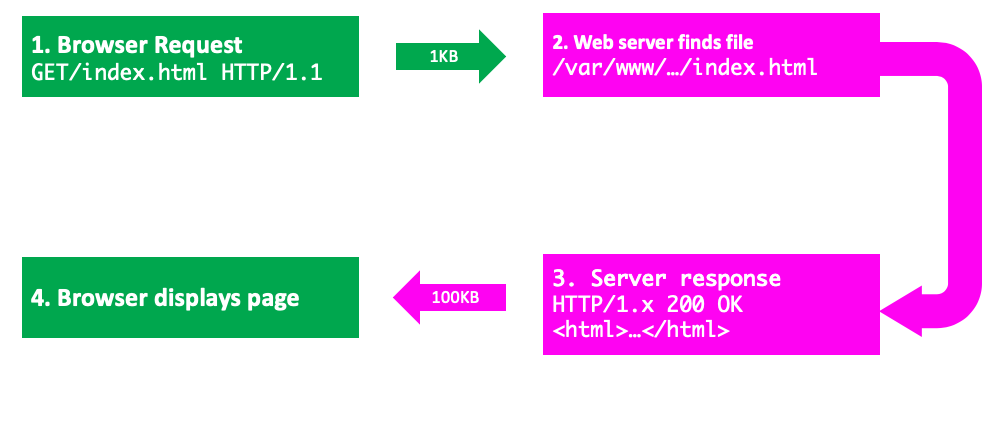 1. Browser Request
GET/index.html HTTP/1.1
1KB
2. Web server finds file
/var/www/…/index.html
3. Server response
HTTP/1.x 200 OK
<html>…</html>
100KB
4. Browser displays page